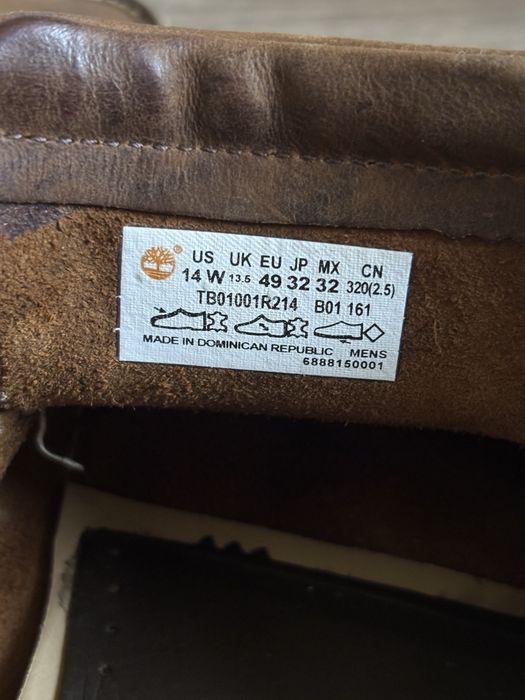 US UK EU JP MX CN
14 W 13.5 49 32 32 320(2.5)
TB01001R214 B01 161
MADE IN DOMINICAN REPUBLIC MENS
6888150001